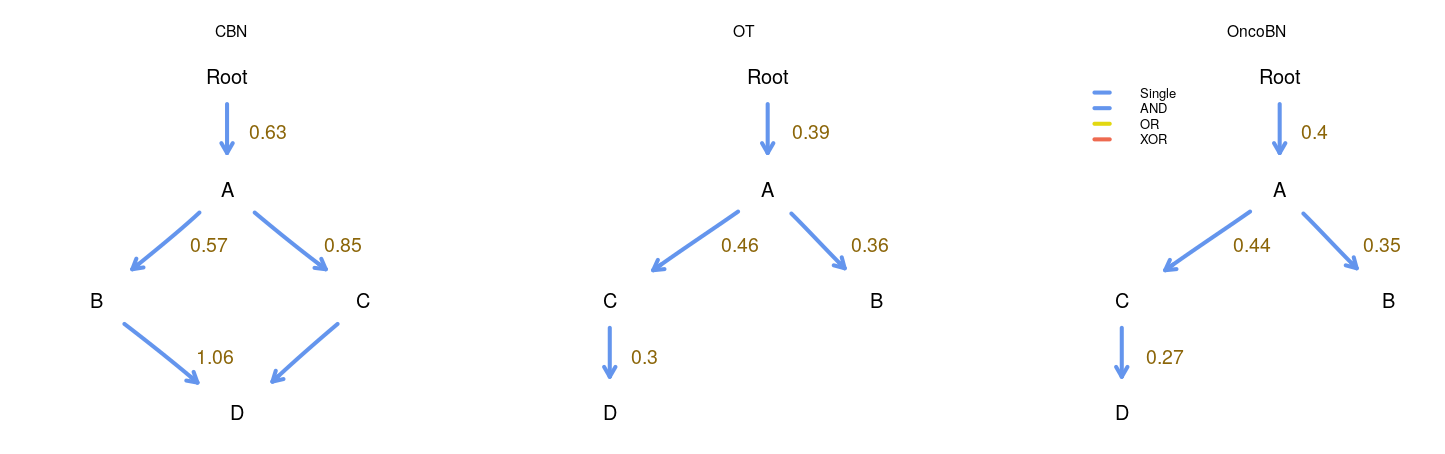 CBN
Root
0.63
A
0.57
0.85
B
C
1.06
D
OT
Root
0.39
A
0.46
0.36
C
B
0.3
D
OncoBN
Root
Single
AND
OR
XOR
0.4
A
0.44
0.35
C
B
0.27
D